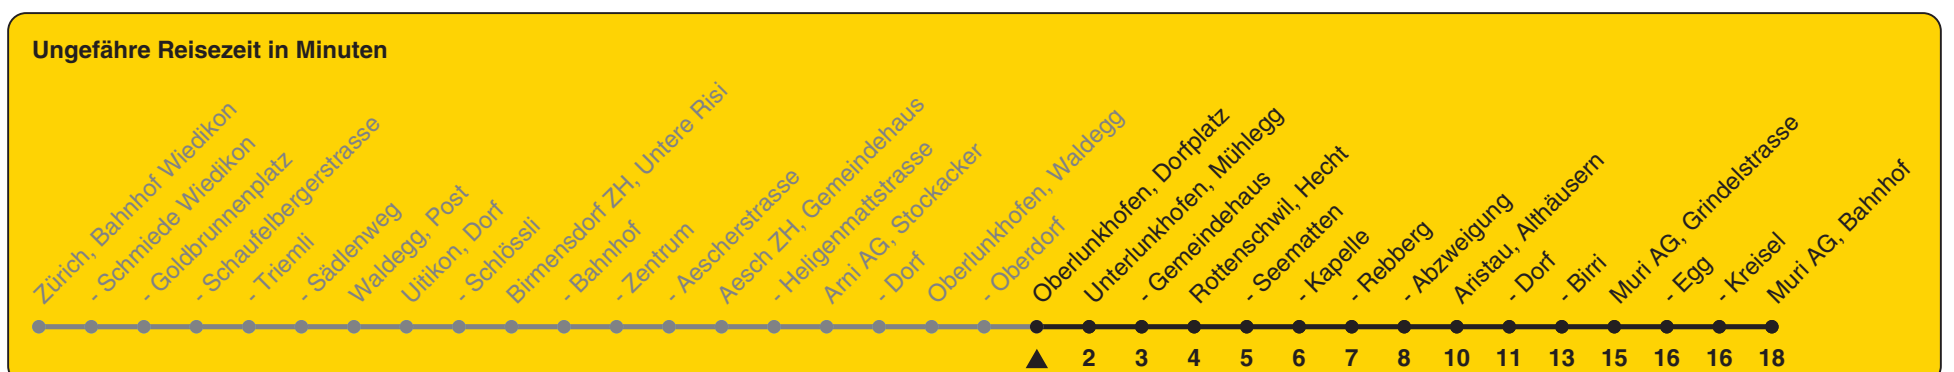 Ungefähre Reisezeit in Minuten
Zürich, Bahnhof Wiedikon
- Schmiede Wiedikon
- Goldbrunnenplatz
- Schaufelbergerstrasse
- Triemli
- Sädlenweg
Waldegg, Post
Uitikon, Dorf
- Schlössli
Birmensdorf ZH, Untere Risi
- Bahnhof
- Zentrum
- Aescherstrasse
Aesch ZH, Gemeindehaus
- Heligenmattstrasse
Arni AG, Stockacker
- Dorf
Oberlunkhofen, Waldegg
- Oberdorf
Oberlunkhofen, Dorfplatz
Unterlunkhofen, Mühlegg
- Gemeindehaus
Rottenschwil, Hecht
- Seematten
- Kapelle
- Rebberg
- Abzweigung
Aristau, Althäusern
- Dorf
- Birri
Muri AG, Grindelstrasse
- Egg
- Kreisel
Muri AG, Bahnhof
2 3 4 5 6 7 8 10 11 13 15 16 16 18